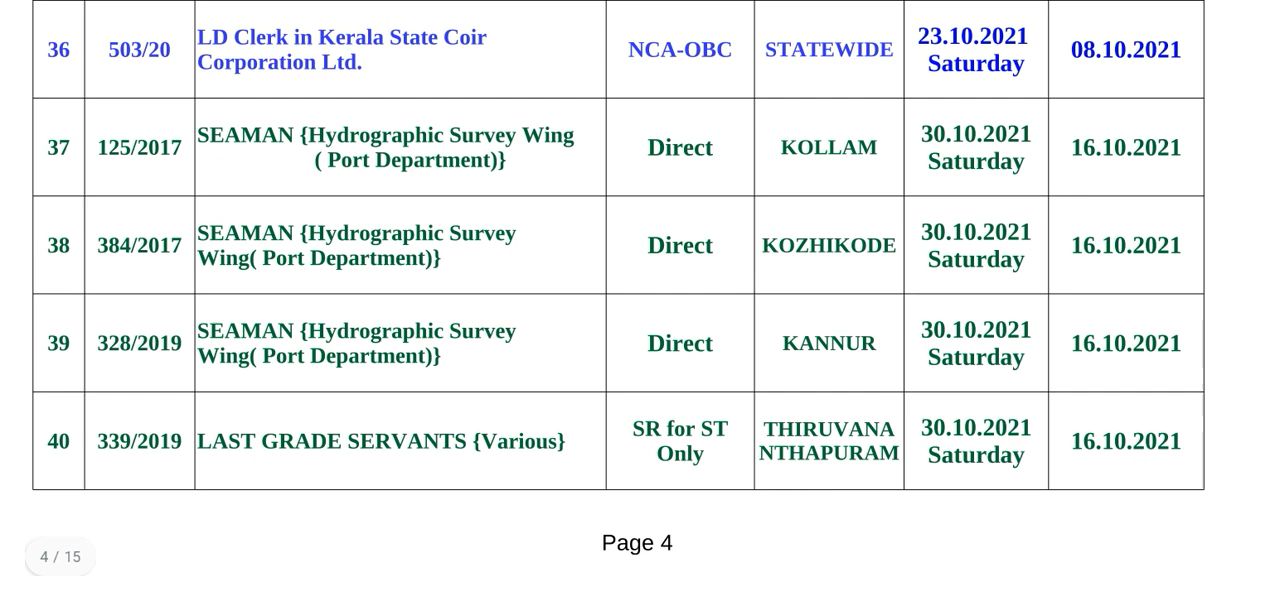 36 503/20 LD Clerk in Kerala State Coir NCA-OBC STATEWIDE 23.10.2021 08.10.2021
Corporation Ltd. Saturday
37 125/2017 SEAMAN {Hydrographic Survey Wing Direct KOLLAM 30.10.2021 16.10.2021
( Port Department)} Saturday
38 384/2017 SEAMAN {Hydrographic Survey Direct KOZHIKODE 30.10.2021 16.10.2021
Wing( Port Department)} Saturday
39 328/2019 SEAMAN {Hydrographic Survey Direct KANNUR 30.10.2021 16.10.2021
Wing( Port Department)} Saturday
40 339/2019 LAST GRADE SERVANTS {Various} SR for ST THIRUVANA 30.10.2021 16.10.2021
Only NTHAPURAM Saturday
Page 4
4 / 15